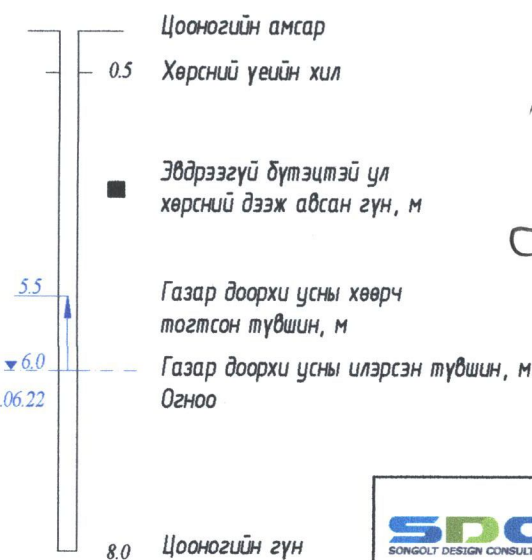 Цооногийн амсар
0.5 Хөрсний үеийн хил
Эвдрээгүй бүтэцтэй ул
хөрсний дээж авсан гүн, м
5.5
Газар доорхи усны хөөрч
тогтсон түвшин, м
6.0
Газар доорхи усны илэрсэн түвшин, м
.06.22
Огноо
8.0 Цооногийн гүн
SONGOLT DESIGN